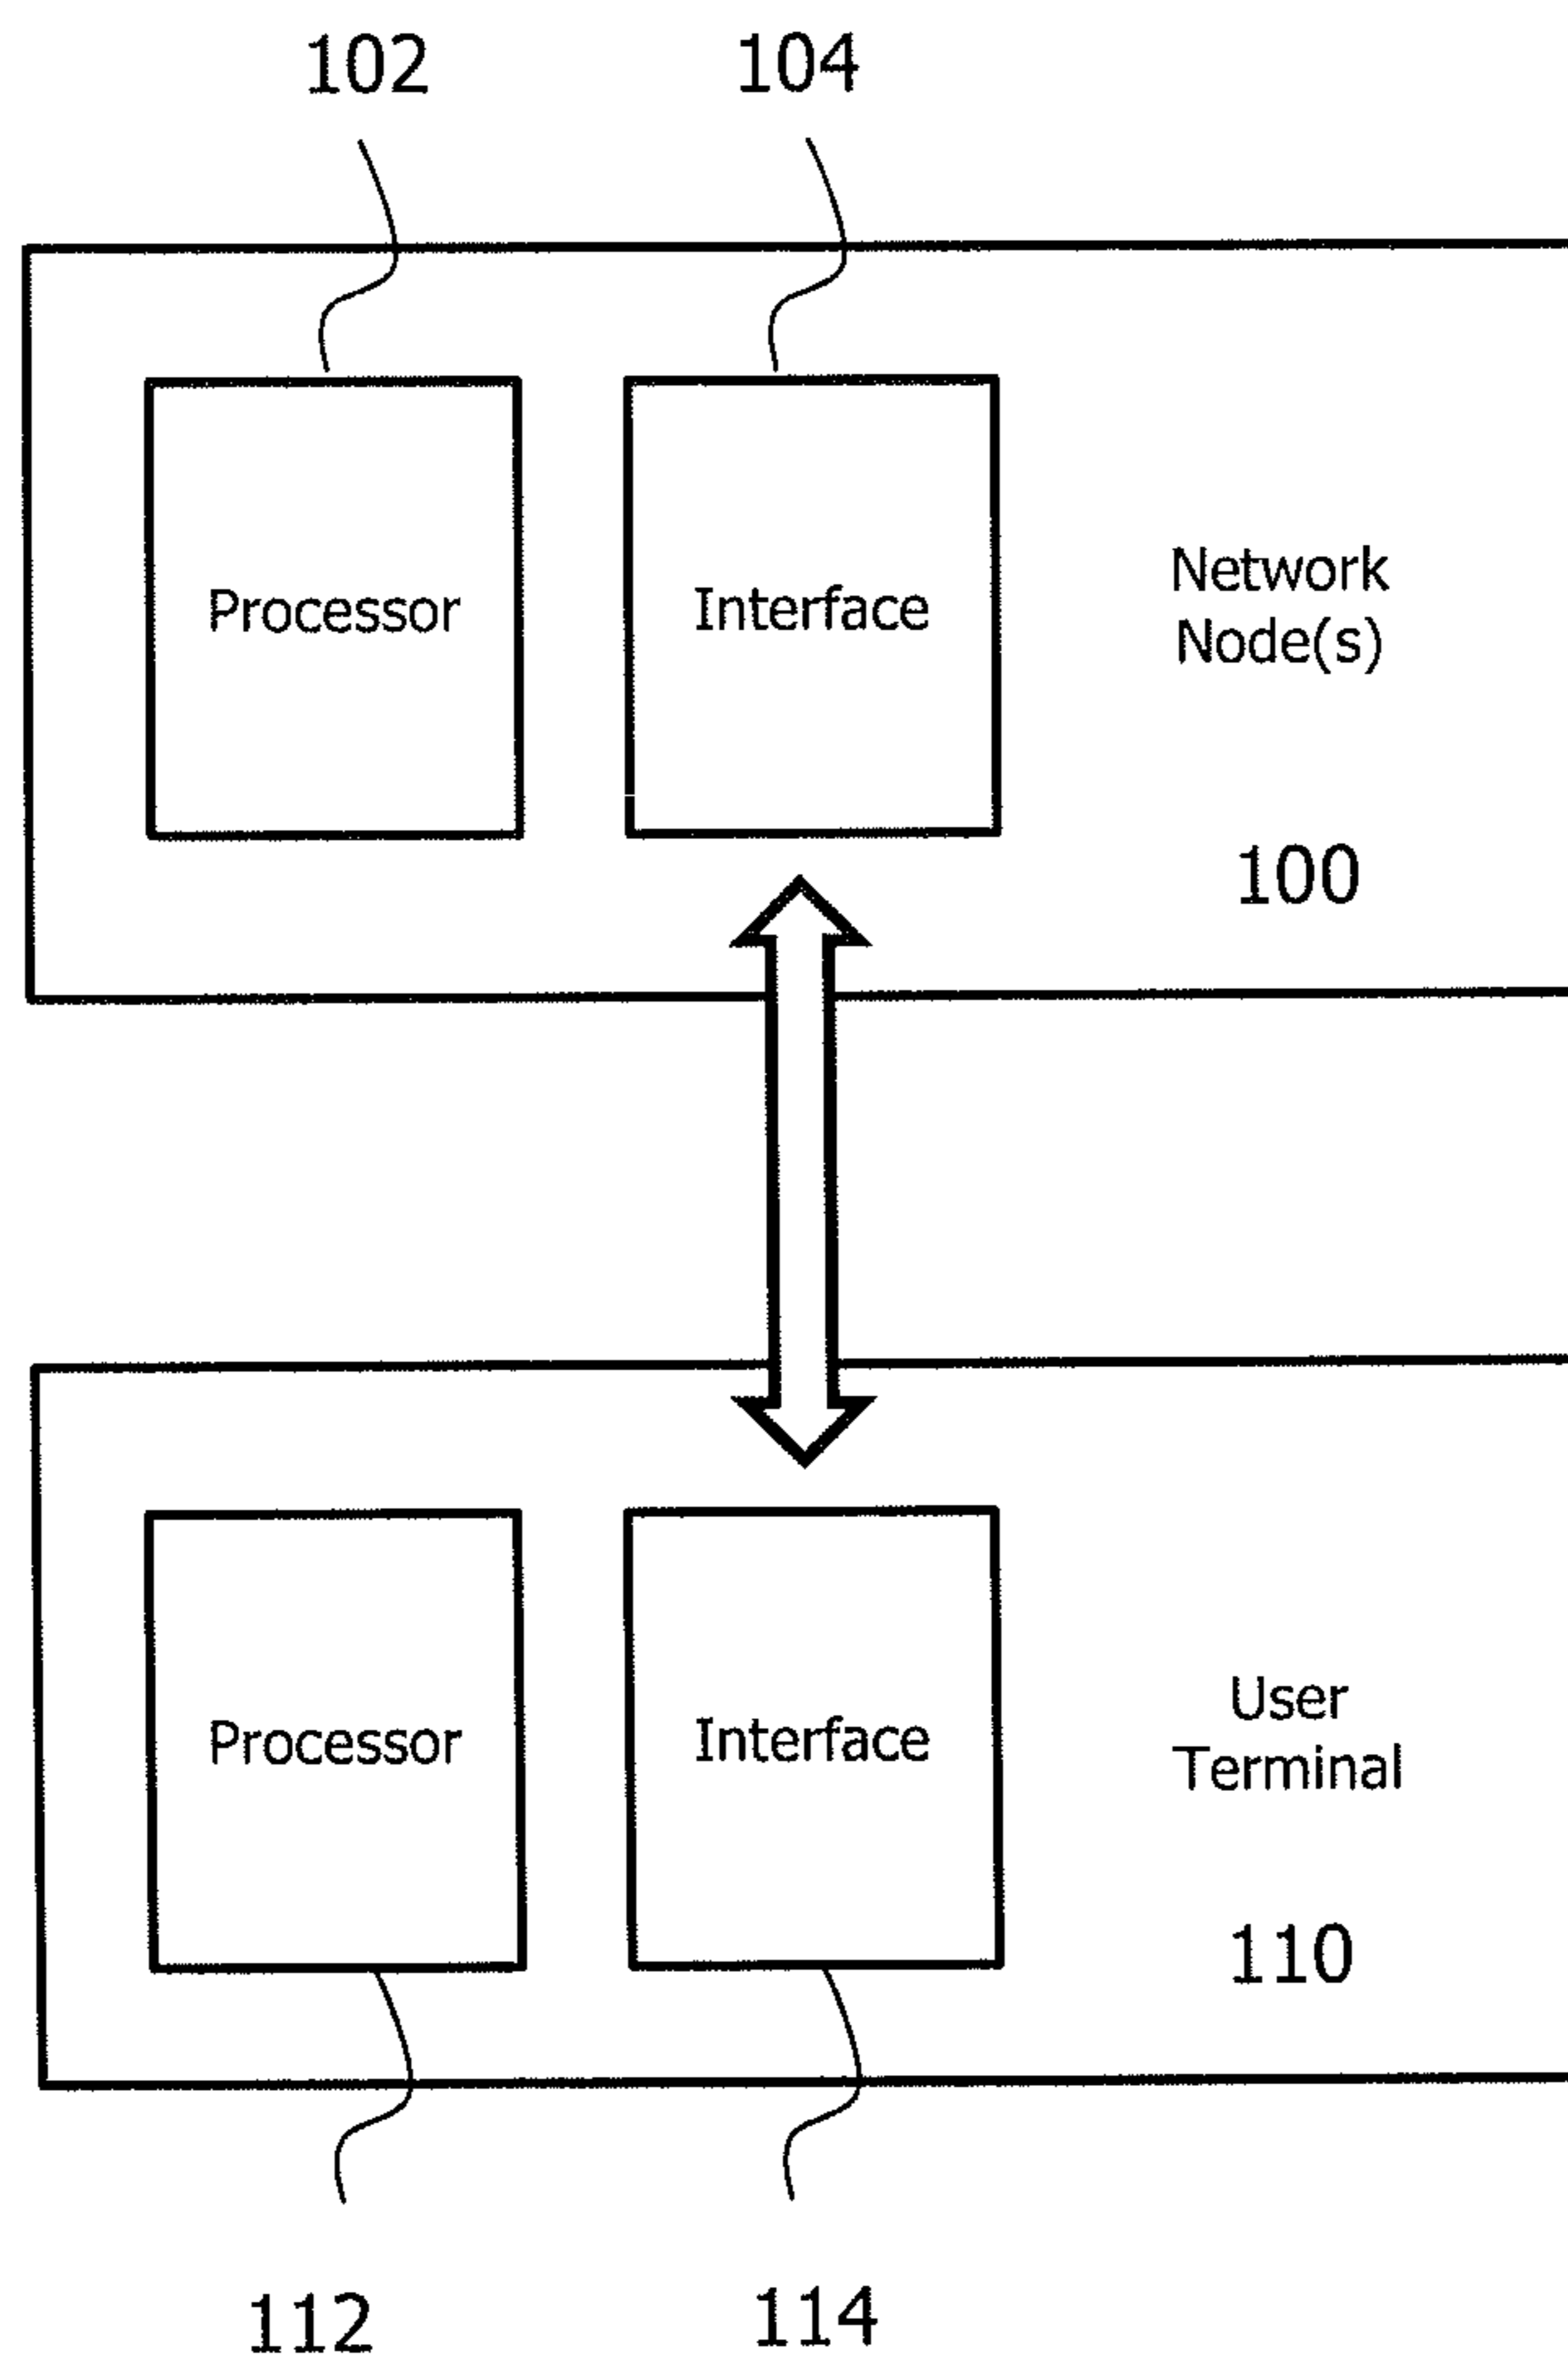 102
104
Processor
Interface
Network
Node(s)
100
Processor
Interface
User
Terminal
110
112
114